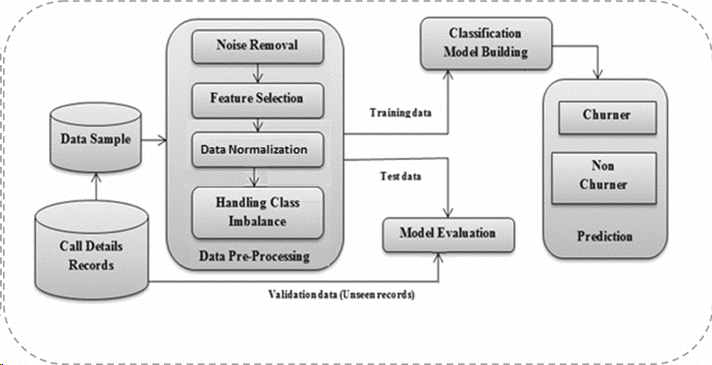 Noise Removal
Feature Selection
Data Normalization
Handling Class
Imbalance
Data Pre-Processing
Data Sample
Call Details
Records
Training data
Test data
Validation data (Unseen records)
Classification
Model Building
Model Evaluation
Churner
Non
Churner
Prediction